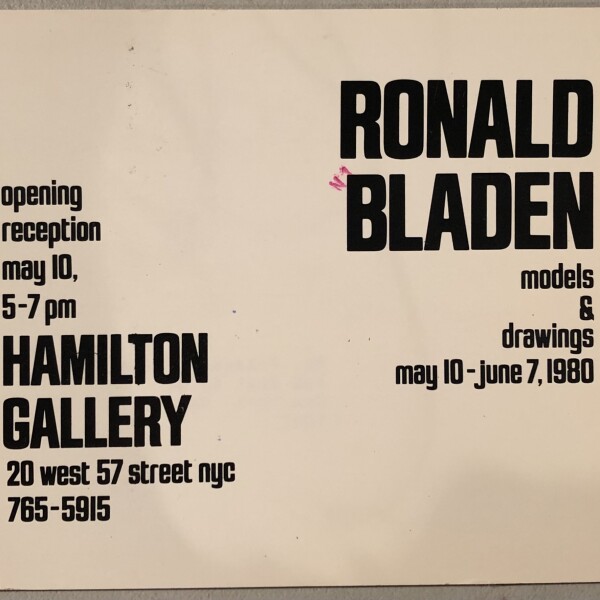 RONALD
BLADEN
models
&
drawings
may 10-june 7, 1980
opening
reception
may 10,
5-7 pm
HAMILTON
GALLERY
20 west 57 street nyc
765-5915